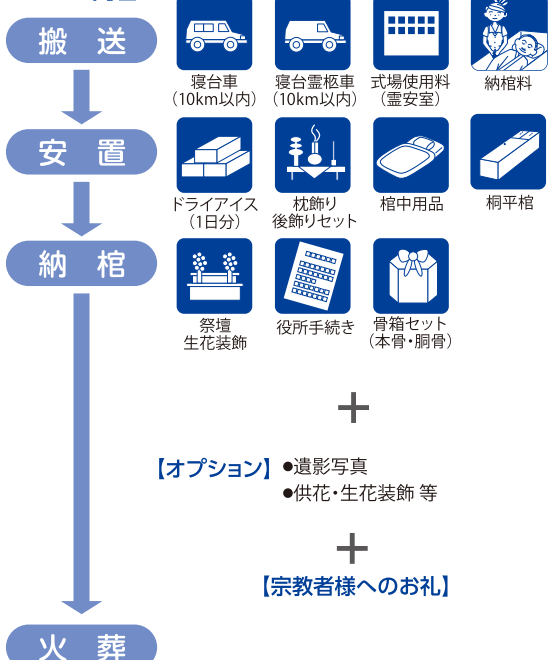 搬 送
寝台車
（10km以内）
寝台霊柩車
（10km以内）
式場使用料
（霊安室）
納棺料
安 置
ドライアイス
（1日分）
枕飾り
後飾りセット
棺中用品
桐平棺
納 棺
祭壇
生花装飾
役所手続き
骨箱セット
（本骨・胴骨）
＋
【オプション】
●遺影写真
●供花・生花装飾 等
＋
【宗教者様へのお礼】
火 葬